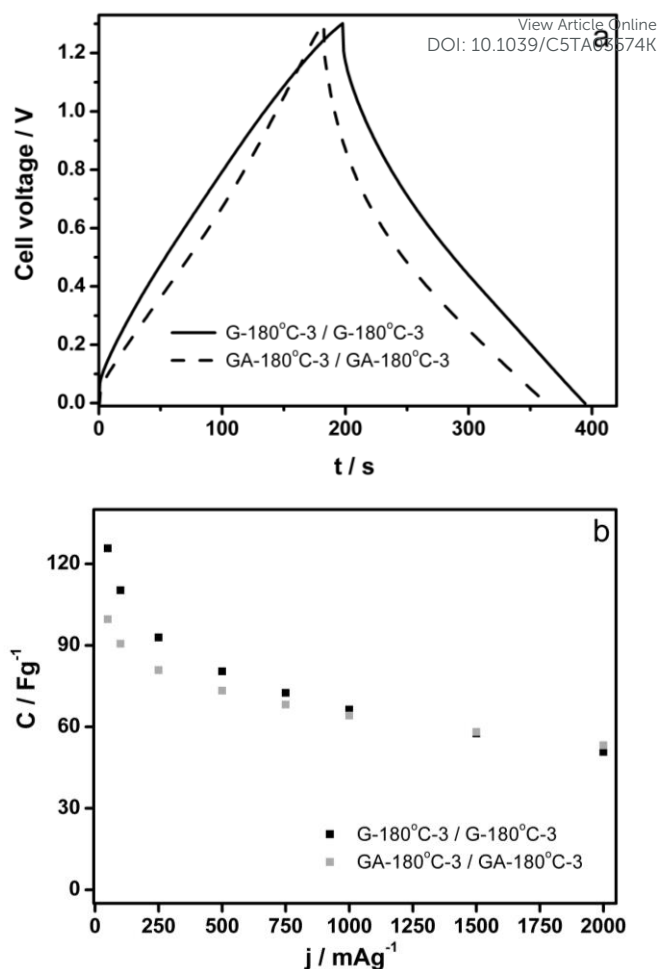 View Article Online
DOI: 10.1039/C5TA03574K
a
Cell voltage / V
1.2
1.0
0.8
0.6
0.4
0.2
0.0
G-180°C-3 / G-180°C-3
GA-180°C-3 / GA-180°C-3
0 100 200 300 400
t / s
b
C / Fg-1
120
90
60
30
0
G-180°C-3 / G-180°C-3
GA-180°C-3 / GA-180°C-3
0 250 500 750 1000 1250 1500 1750 2000
j / mAg-1